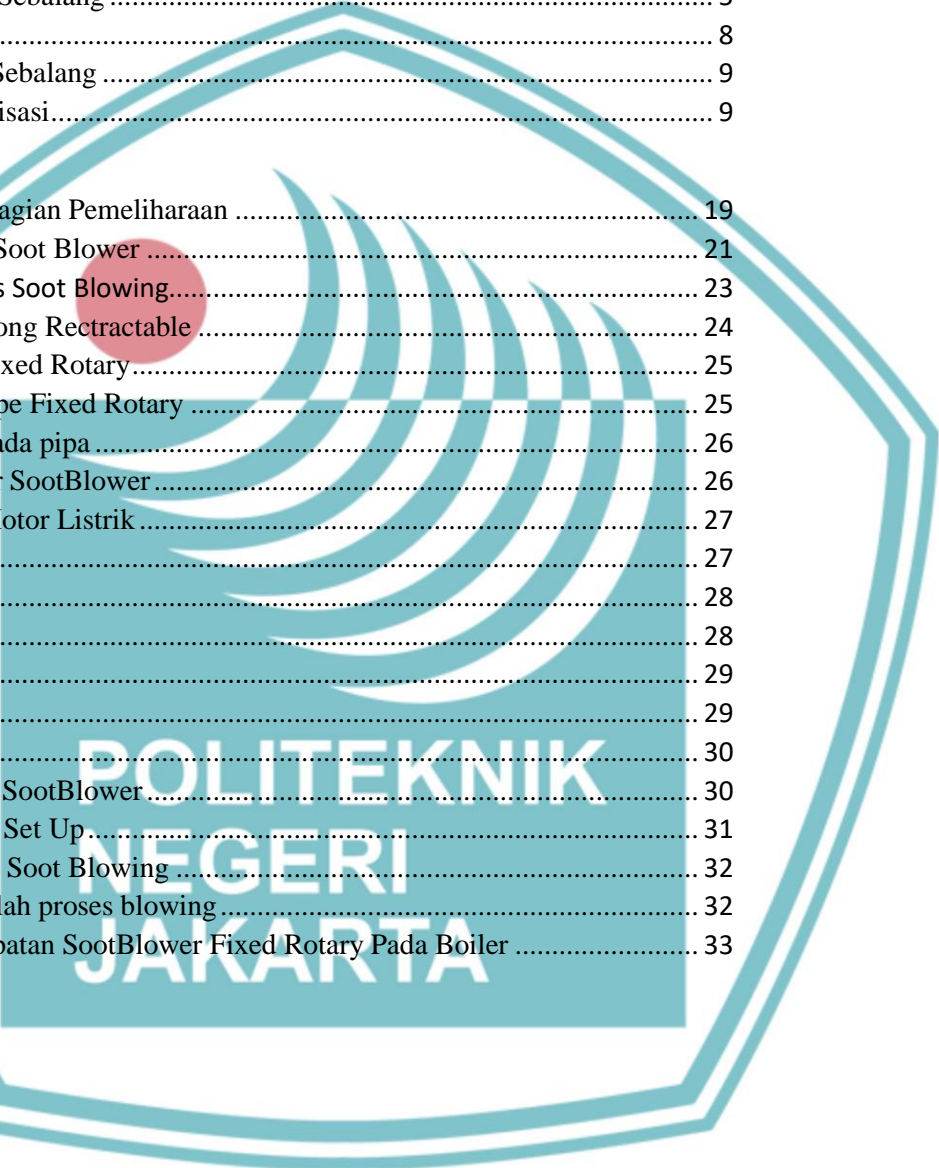 Sebalang ........ 5
........ 8
Sebalang ........ 9
isasi ........ 9
agian Pemeliharaan ........ 19
Soot Blower ........ 21
s Soot Blowing ........ 23
ong Rectractable ........ 24
ixed Rotary ........ 25
pe Fixed Rotary ........ 25
ada pipa ........ 26
r SootBlower ........ 26
Motor Listrik ........ 27
........ 27
........ 28
........ 28
........ 29
........ 29
........ 30
SootBlower ........ 30
Set Up ........ 31
Soot Blowing ........ 32
lah proses blowing ........ 32
patan SootBlower Fixed Rotary Pada Boiler ........ 33
POLITEKNIK
NEGERI
JAKARTA